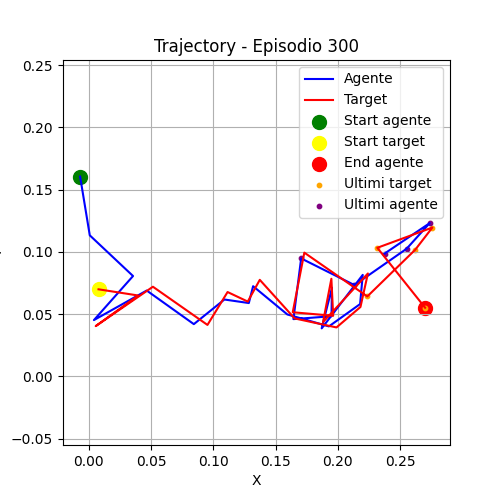 Trajectory - Episodio 300
0.25
0.20
0.15
0.10
0.05
0.00
−0.05
0.00
0.05
0.10
0.15
0.20
0.25
X
Agente
Target
Start agente
Start target
End agente
Ultimi target
Ultimi agente